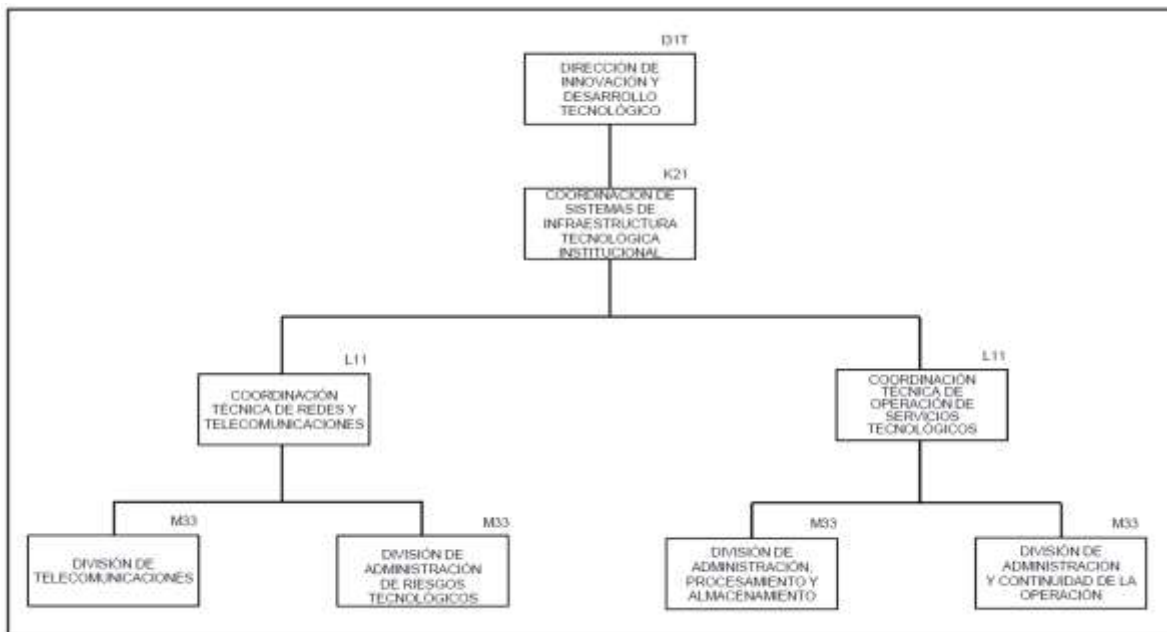 D1T
DIRECCIÓN DE
INNOVACIÓN Y
DESARROLLO
TECNOLÓGICO
K21
COORDINACIÓN DE
SISTEMAS DE
INFRAESTRUCTURA
TECNOLÓGICA
INSTITUCIONAL
L11
COORDINACIÓN
TÉCNICA DE REDES Y
TELECOMUNICACIONES
L11
COORDINACIÓN
TÉCNICA DE
OPERACIÓN DE
SERVICIOS
TECNOLÓGICOS
M33
DIVISIÓN DE
TELECOMUNICACIONES
M33
DIVISIÓN DE
ADMINISTRACIÓN
DE RIESGOS
TECNOLÓGICOS
M33
DIVISIÓN DE
ADMINISTRACIÓN,
PROCESAMIENTO Y
ALMACENAMIENTO
M33
DIVISIÓN DE
ADMINISTRACIÓN
Y CONTINUIDAD DE LA
OPERACIÓN